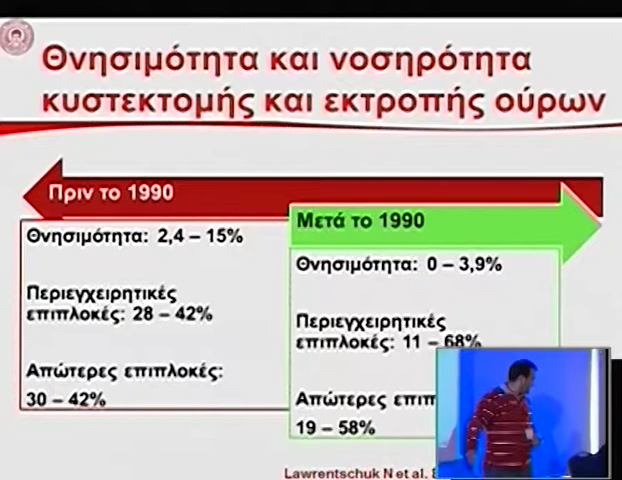 Θνησιμότητα και νοσηρότητα
κυστεκτομής και εκτροπής ούρων
Πριν το 1990
Θνησιμότητα: 2,4 – 15%
Περιεγχειρητικές
επιπλοκές: 28 – 42%
Απώτερες επιπλοκές:
30 – 42%
Μετά το 1990
Θνησιμότητα: 0 – 3,9%
Περιεγχειρητικές
επιπλοκές: 11 – 68%
Απώτερες
19 – 58%
Lawrentschuk N et al.